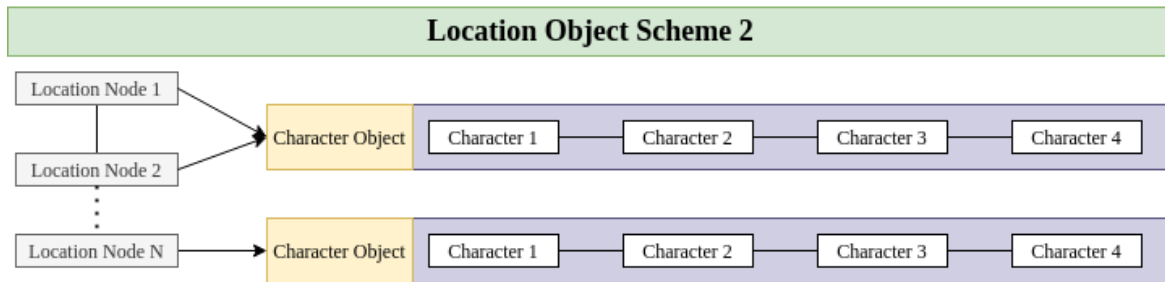 Location Object Scheme 2
Location Node 1
Character Object
Character 1
Character 2
Character 3
Character 4
Location Node 2
Location Node N
Character Object
Character 1
Character 2
Character 3
Character 4